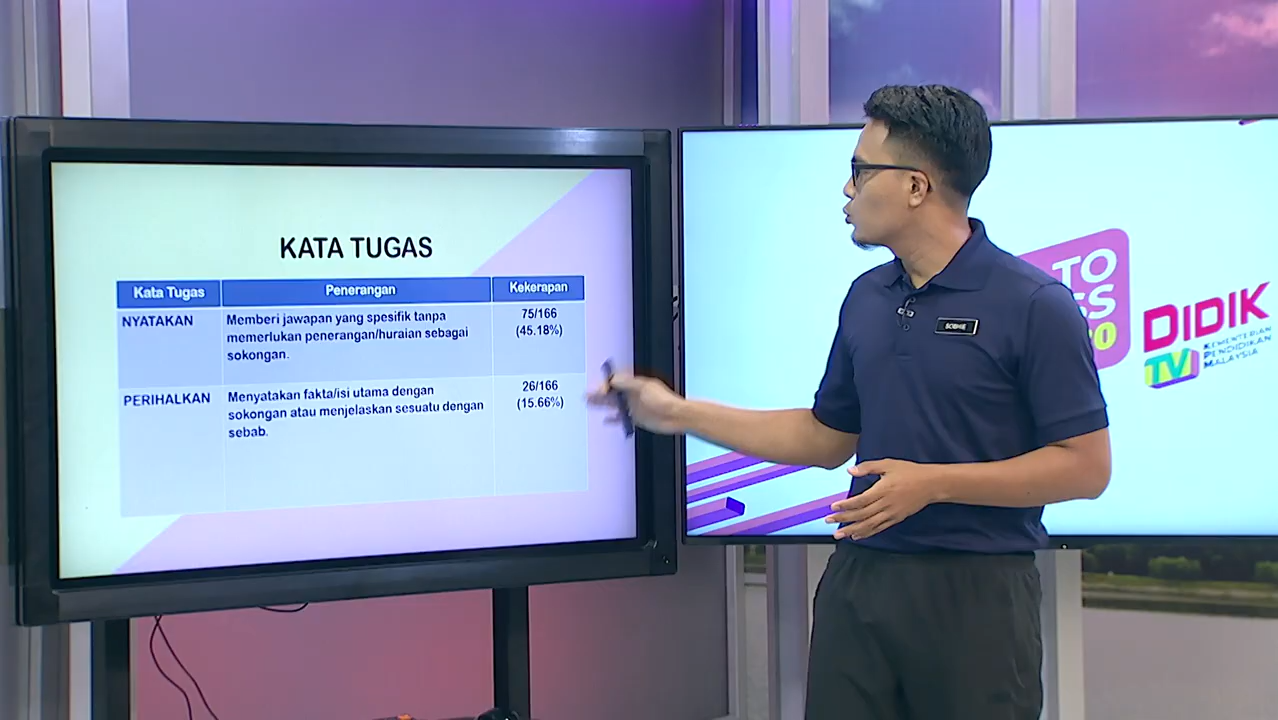 KATA TUGAS
Kata Tugas Penerangan Kekerapan
NYATAKAN
Memberi jawapan yang spesifik tanpa
memerlukan penerangan/huraian sebagai
sokongan.
75/166
(45.18%)
PERIHALKAN
Menyatakan fakta/isi utama dengan
sokongan atau menjelaskan sesuatu dengan
sebab.
26/166
(15.66%)
TO
SS
DIDIK
TV
KEMENTERIAN
PENDIDIKAN
MALAYSIA